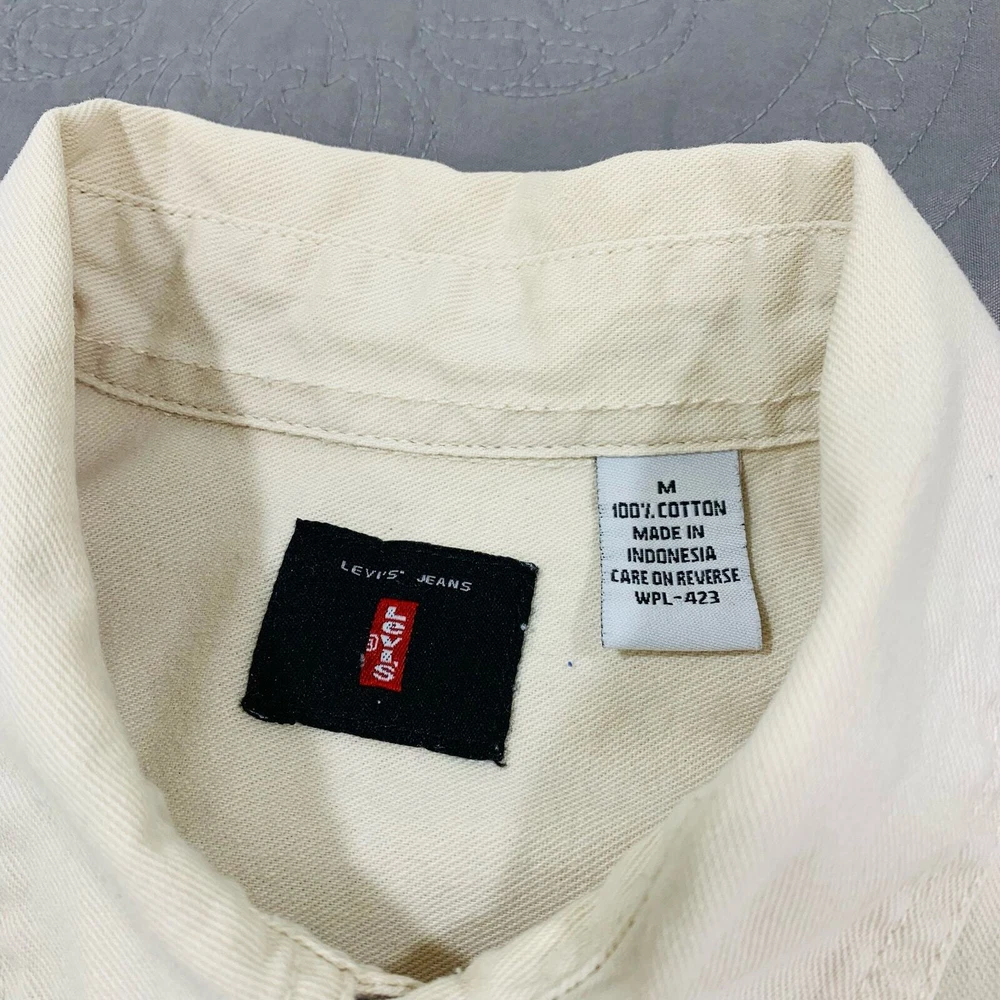 LEVI'S® JEANS
LEVI'S
®
M
100% COTTON
MADE IN
INDONESIA
CARE ON REVERSE
WPL-423